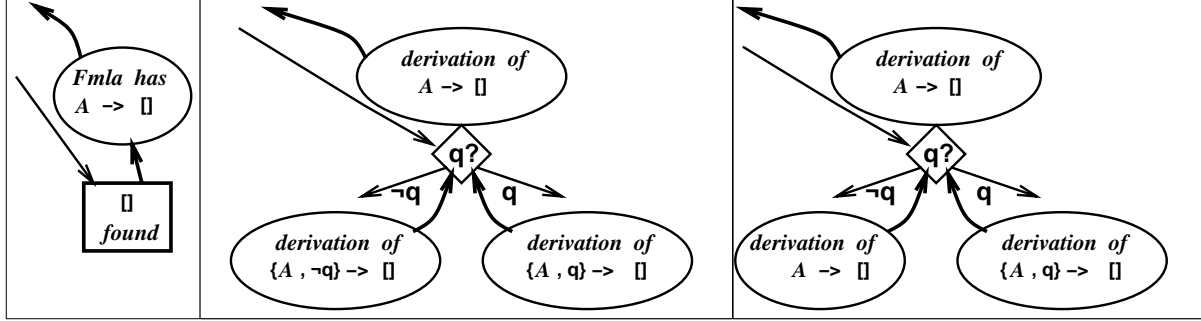 Fmla has
A –> []
[]
found
derivation of
A –> []
q?
¬q
q
derivation of
{A , ¬q} –> []
derivation of
{A , q} –> []
derivation of
A –> []
q?
¬q
q
derivation of
A –> []
derivation of
{A , q} –> []